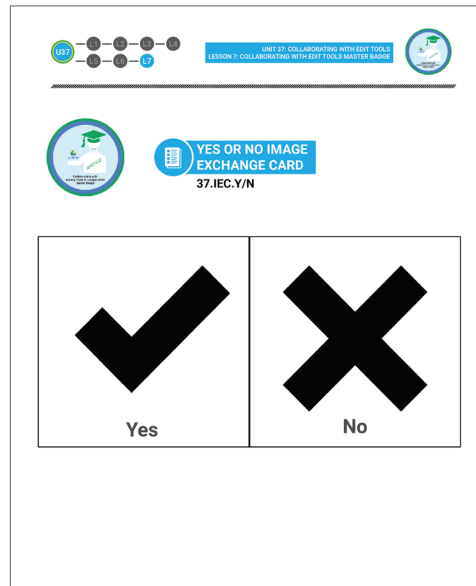 U37
L1
L2
L3
L4
L5
L6
L7
UNIT 37: COLLABORATING WITH EDIT TOOLS
LESSON 7: COLLABORATING WITH EDIT TOOLS MASTER BADGE
YES OR NO IMAGE
EXCHANGE CARD
37.IEC.Y/N
Yes
No